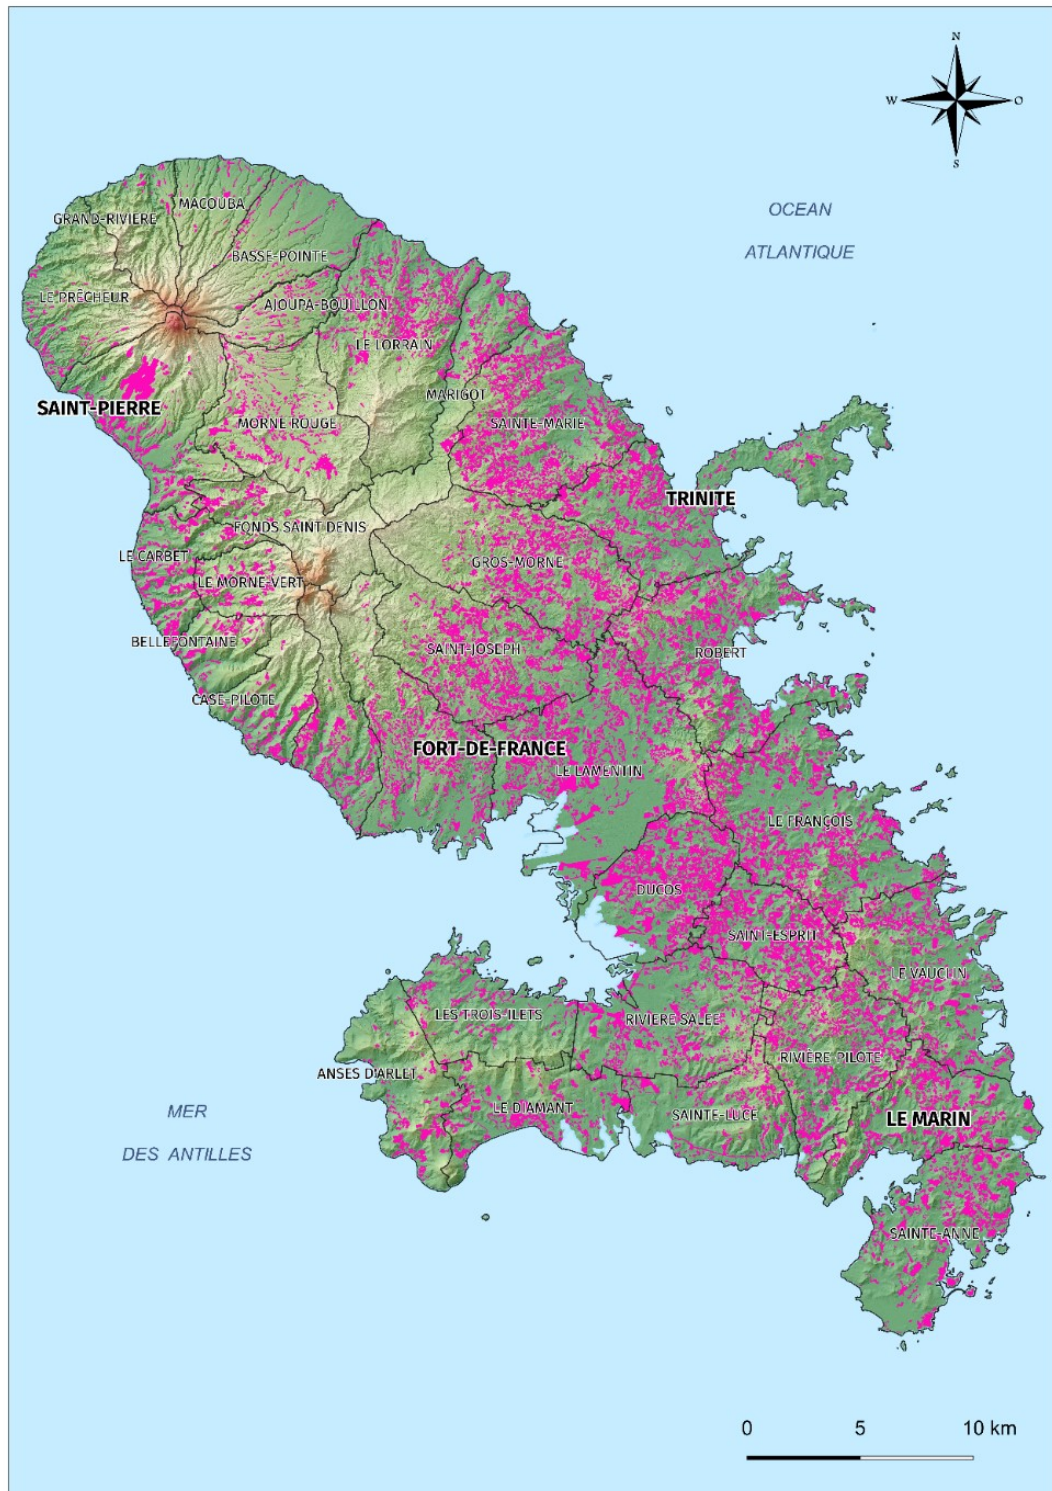 N
W
O
S
OCEAN
ATLANTIQUE
MACOUBA
GRAND-RIVIERE
BASSE-POINTE
LE PRÊCHEUR
AJOUPA-BOUILLON
LE LORRAIN
MARIGOT
SAINT-PIERRE
MORNE ROUGE
SAINTE-MARIE
TRINITE
FONDS SAINT DENIS
LE CARBET
GROS-MORNE
LE MORNE-VERT
BELLEFONTAINE
SAINT-JOSEPH
ROBERT
CASE-PILOTE
FORT-DE-FRANCE
LE LAMENTIN
LE FRANÇOIS
DUCOS
SAINT-ESPRIT
LE VAUCLIN
LES TROIS-ILETS
RIVIERE SALEE
RIVIÈRE-PILOTE
ANSES D'ARLET
LE DIAMANT
SAINTE-LUCE
LE MARIN
MER
DES ANTILLES
SAINTE-ANNE
0 5 10 km